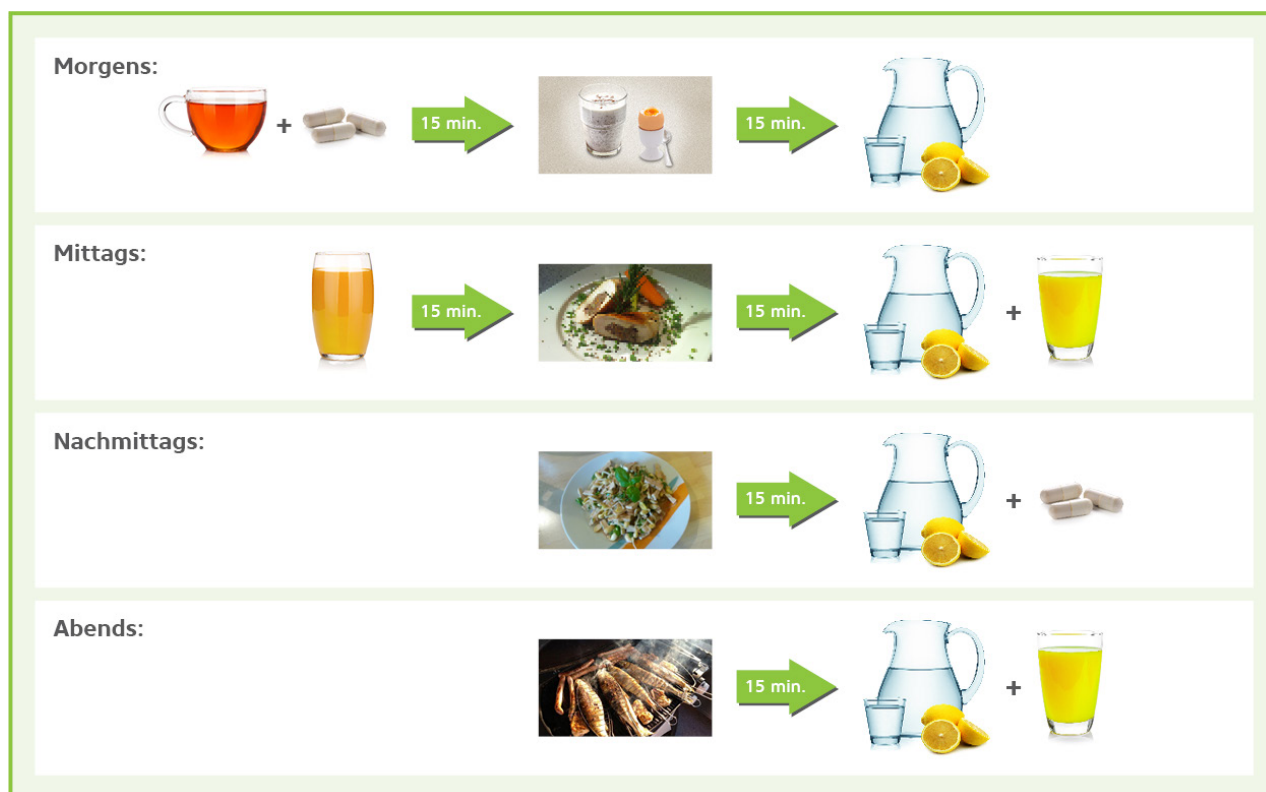 Morgens:
+
15 min.
15 min.
Mittags:
15 min.
15 min.
+
Nachmittags:
15 min.
+
Abends:
15 min.
+